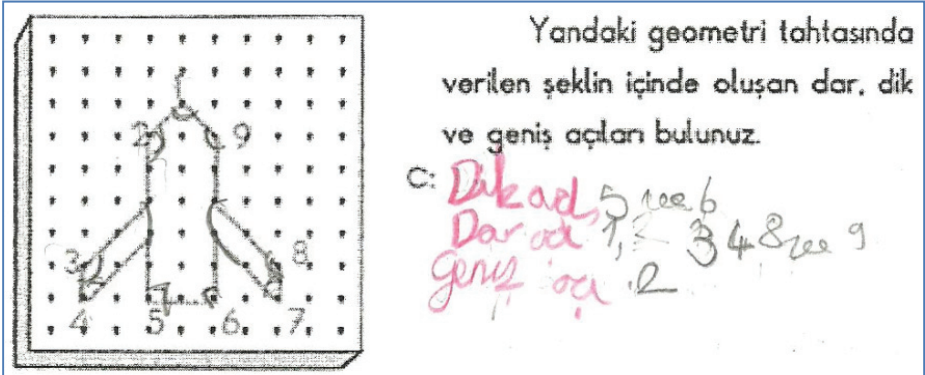 Yandaki geometri tahtasında
verilen şeklin içinde oluşan dar, dik
ve geniş açıları bulunuz.
C: Dik açı, 5 ve 6
Dar açı 1, 3 4 8 ve 9
Geniş açı 2
1
2 9
3 8
4 5 6 7